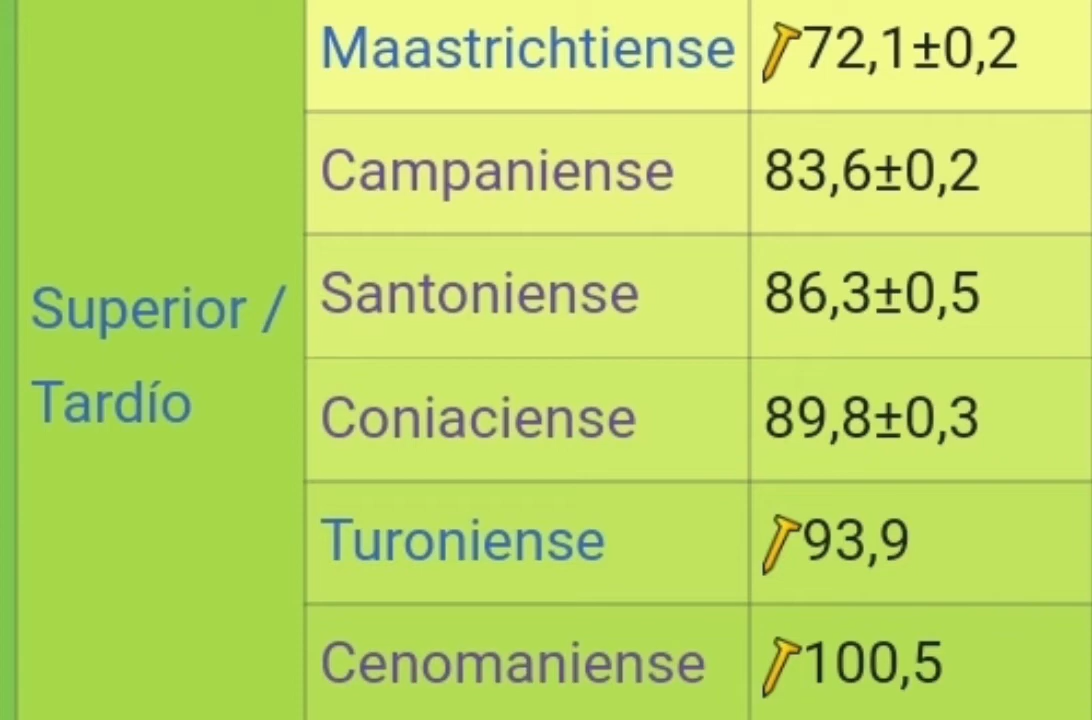 Maastrichtiense 72,1±0,2
Campaniense 83,6±0,2
Superior /
Tardío
Santoniense 86,3±0,5
Coniaciense 89,8±0,3
Turoniense 93,9
Cenomaniense 100,5